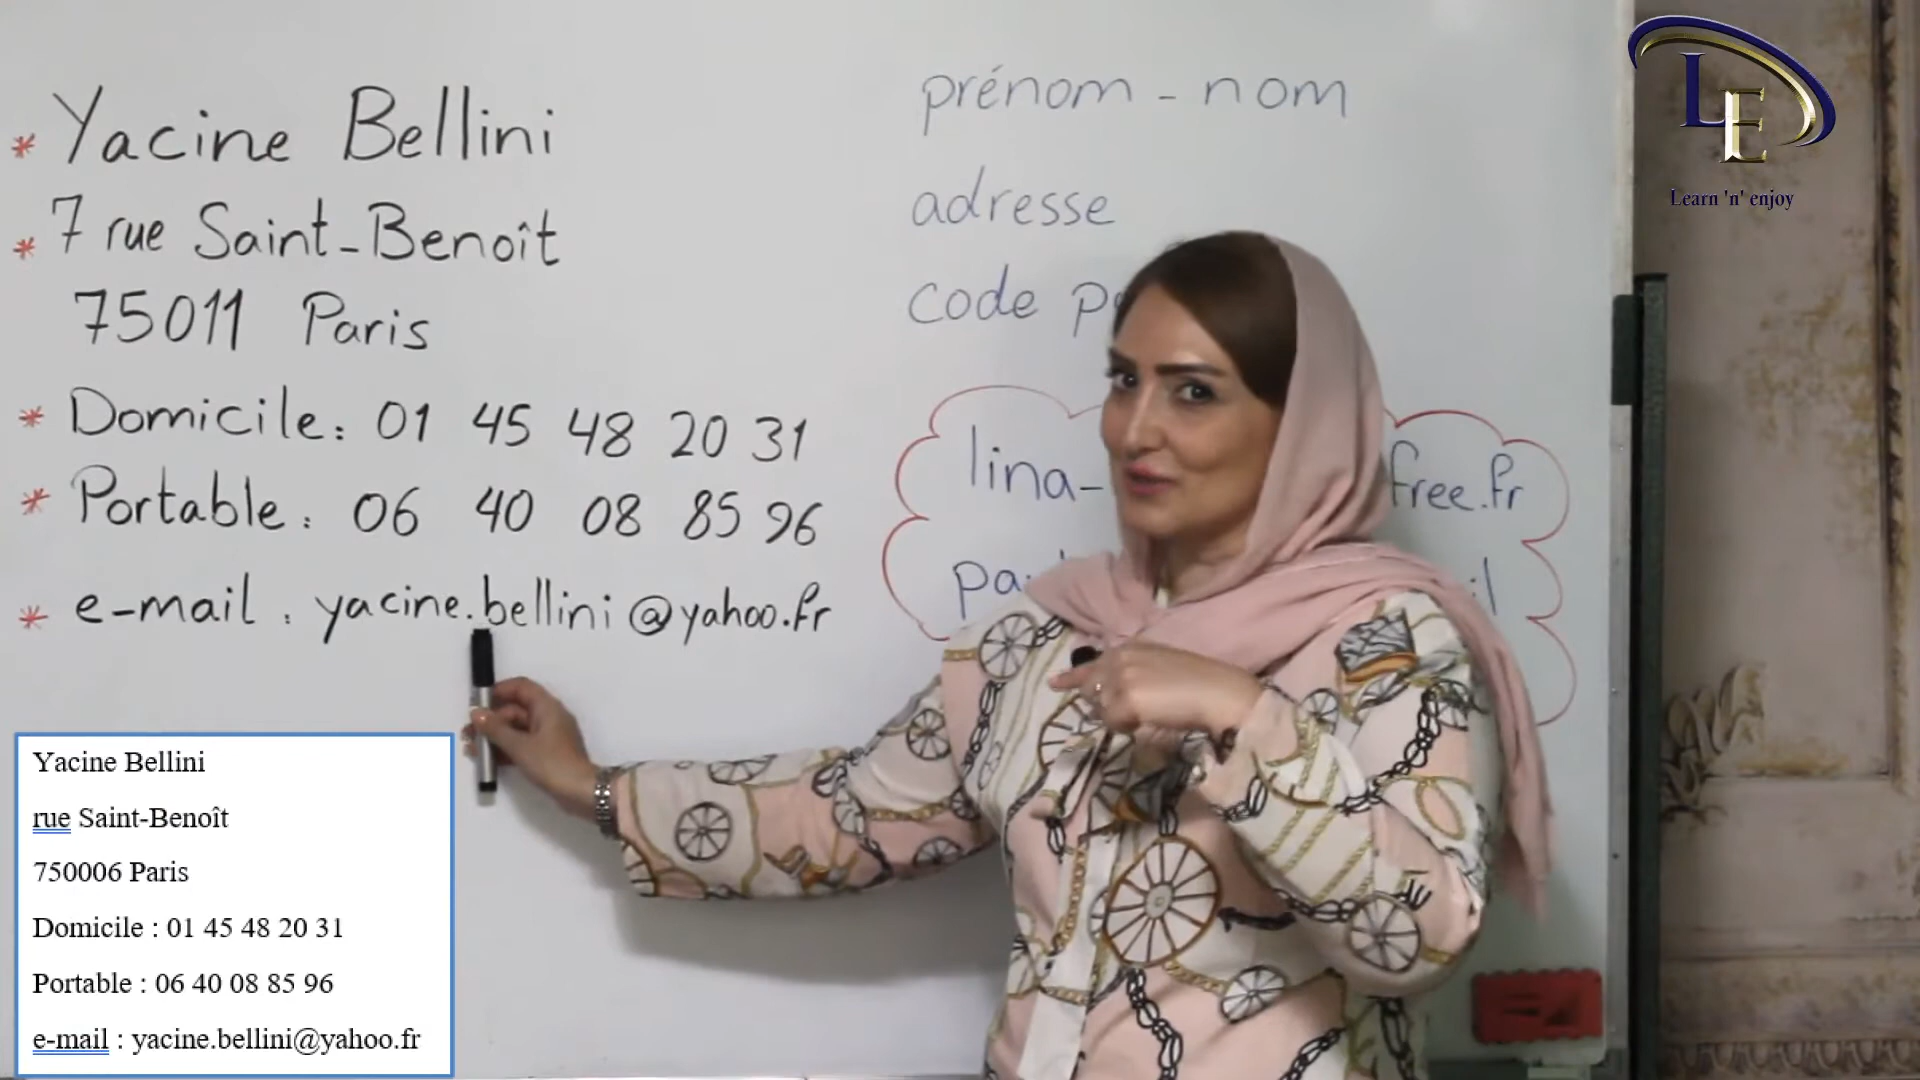 * Yacine Bellini
* 7 rue Saint-Benoît
75011 Paris
* Domicile: 01 45 48 20 31
* Portable: 06 40 08 85 96
* e-mail: yacine.bellini@yahoo.fr
prénom - nom
adresse
code
lina-
free.fr
LE
Learn 'n' enjoy
Yacine Bellini
rue Saint-Benoît
750006 Paris
Domicile : 01 45 48 20 31
Portable : 06 40 08 85 96
e-mail : yacine.bellini@yahoo.fr